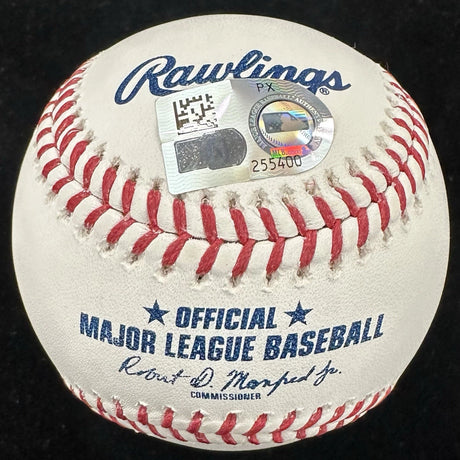 Rawlings®
PX
255400
★ OFFICIAL ★
MAJOR LEAGUE BASEBALL
Robert D. Manfred Jr.
COMMISSIONER